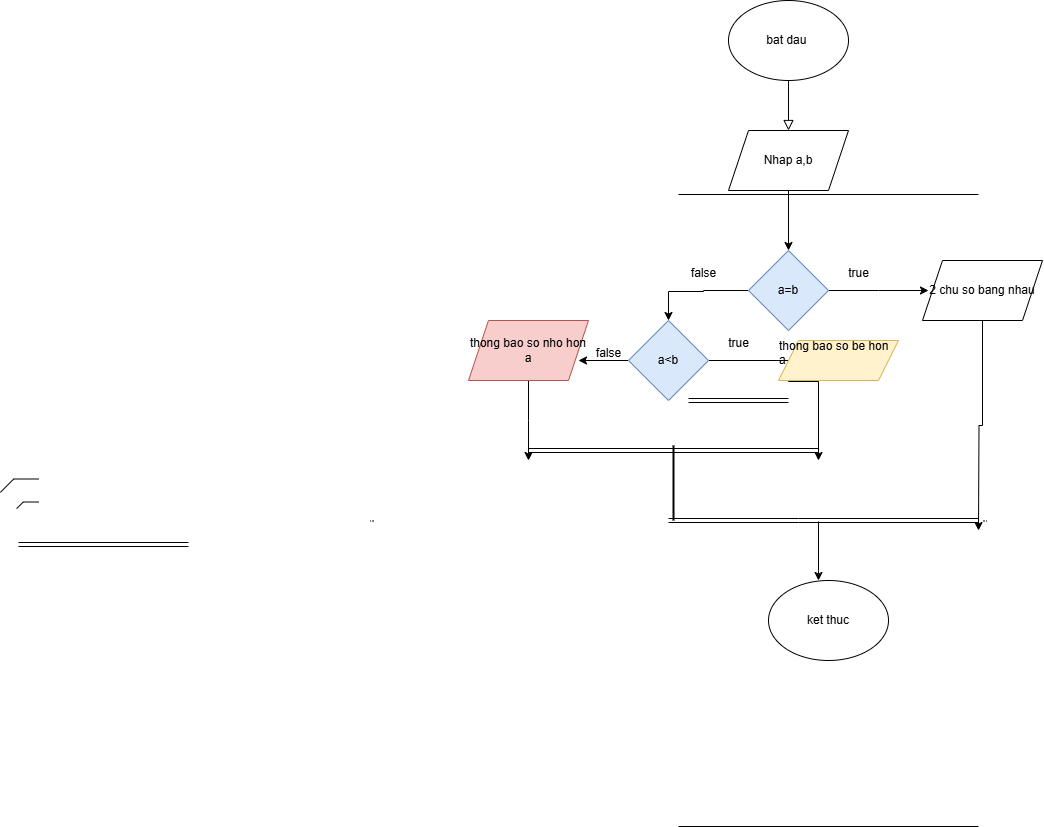 bat dau
Nhap a,b
false
true
a=b
2 chu so bang nhau
thong bao so nho hon
a
false
a<b
true
thong bao so be hon
a
ket thuc